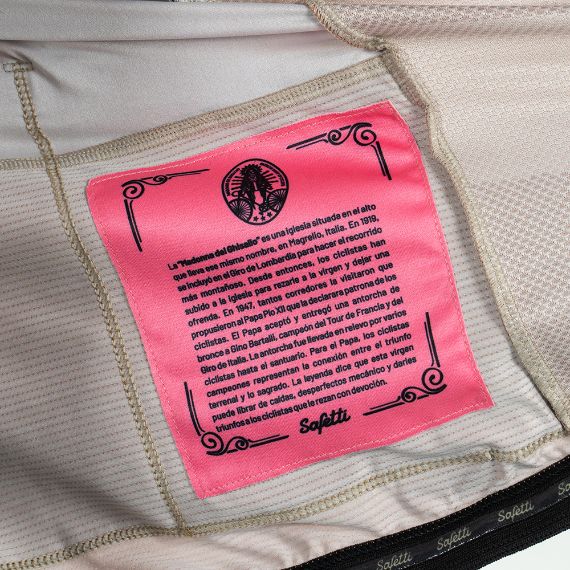 La "Madonna del Ghisallo" es una iglesia situada en el alto
que lleva ese mismo nombre, en Magrello, Italia. En 1919,
se incluyó en el Giro de Lombardía para hacer el recorrido
más montañoso. Desde entonces, los ciclistas han
subido a la iglesia para rezarle a la virgen y dejar una
ofrenda. En 1947, tantos corredores la visitaron que
propusieron al Papa Pio XII que la declarara patrona de los
ciclistas. El Papa aceptó y entregó una antorcha de
bronce a Gino Bartali, campeón del Tour de Francia y del
Giro de Italia. La antorcha fue llevada en relevo por varios
ciclistas hasta el santuario. Para el Papa, los ciclistas
campeones representan la conexión entre el triunfo
terrenal y lo sagrado. La leyenda dice que esta virgen
puede librar de caídas, desperfectos mecánico y darles
triunfos a los ciclistas que le rezan con devoción.
Safetti
Safetti Safetti Safetti